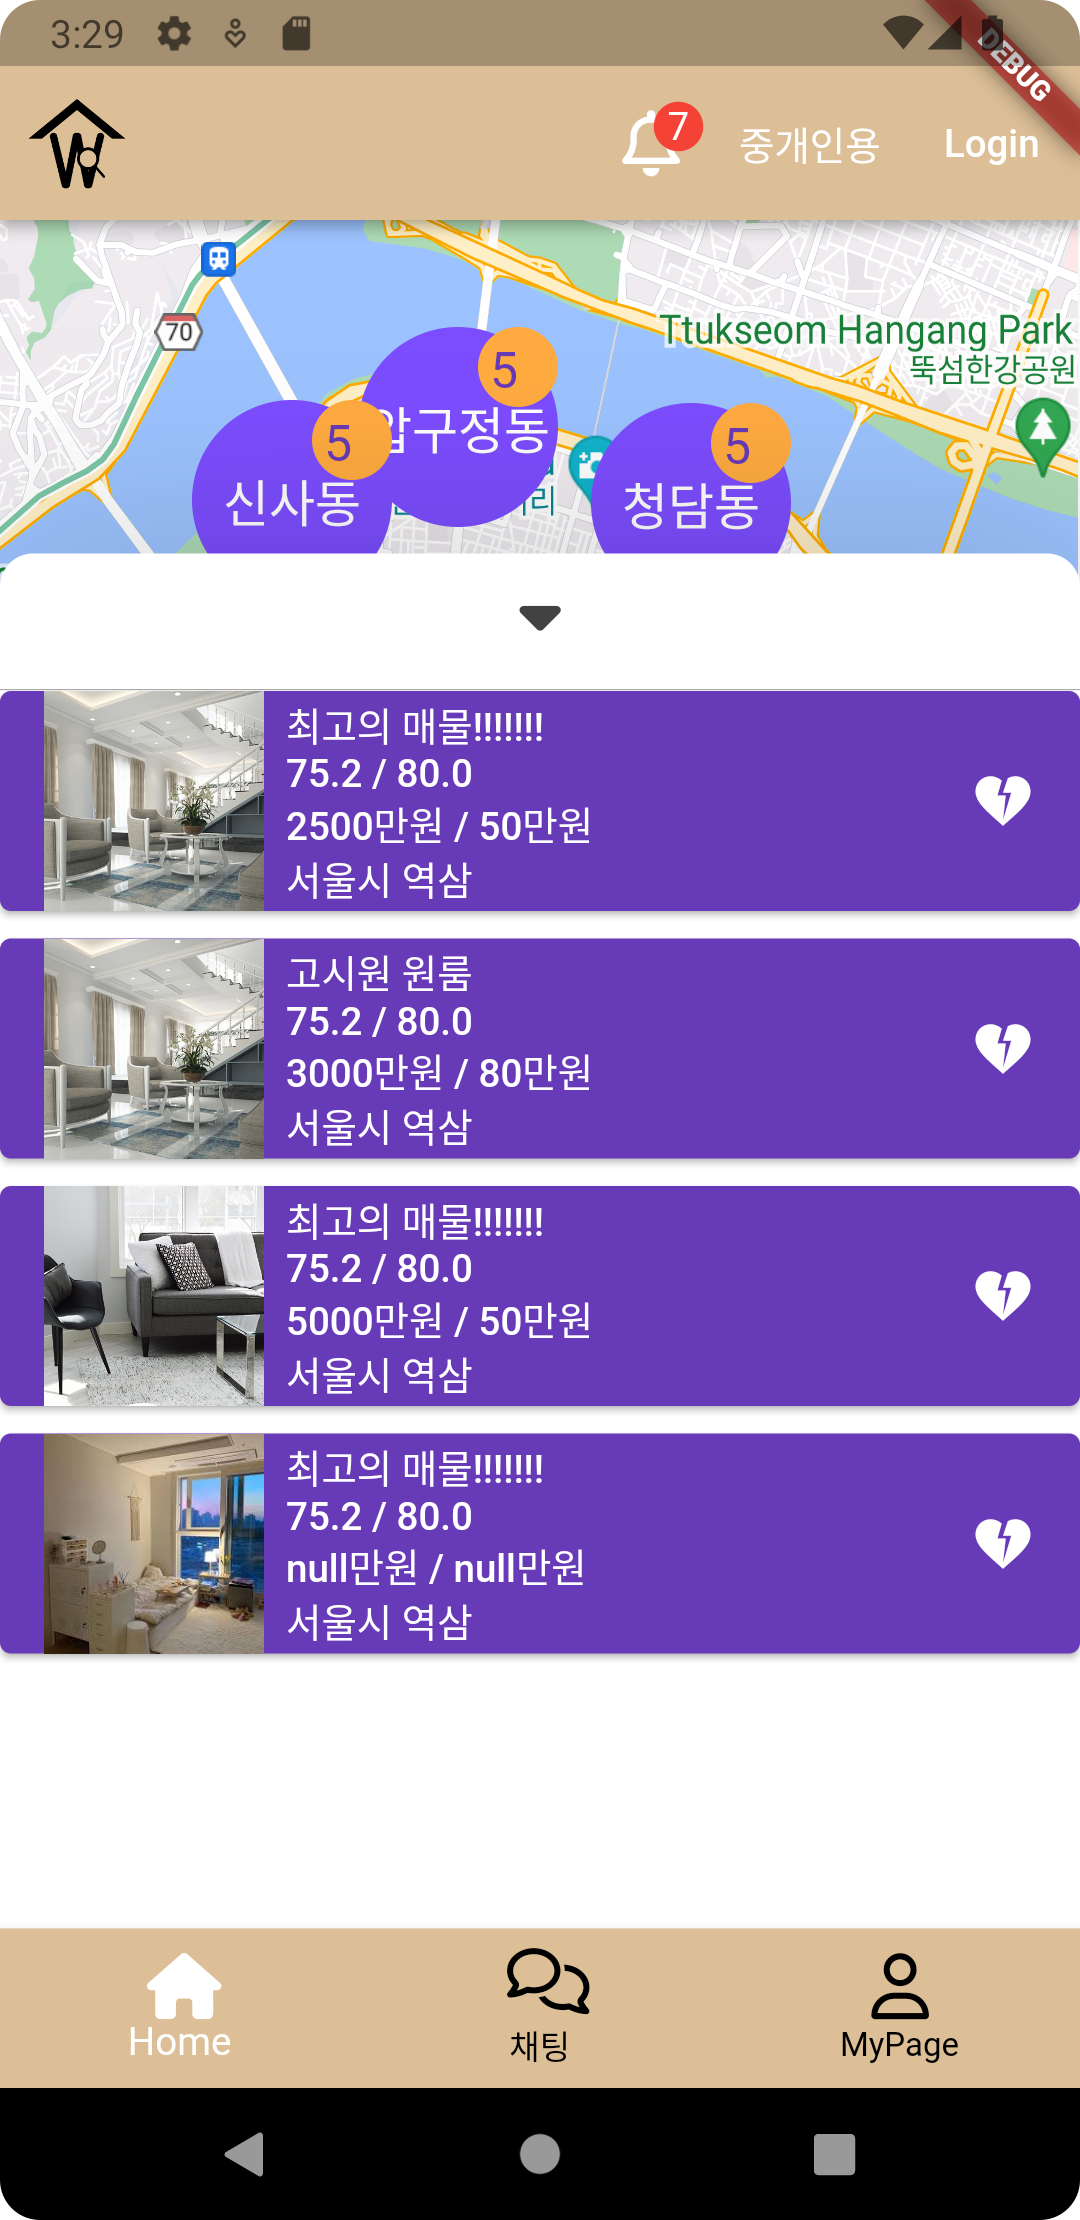 3:29
DEBUG
7
중개인용
Login
70
Ttukseom Hangang Park
뚝섬한강공원
5
압구정동
5
신사동
5
청담동
최고의 매물!!!!!!!
75.2 / 80.0
2500만원 / 50만원
서울시 역삼
고시원 원룸
75.2 / 80.0
3000만원 / 80만원
서울시 역삼
최고의 매물!!!!!!!
75.2 / 80.0
5000만원 / 50만원
서울시 역삼
최고의 매물!!!!!!!
75.2 / 80.0
null만원 / null만원
서울시 역삼
Home
채팅
MyPage